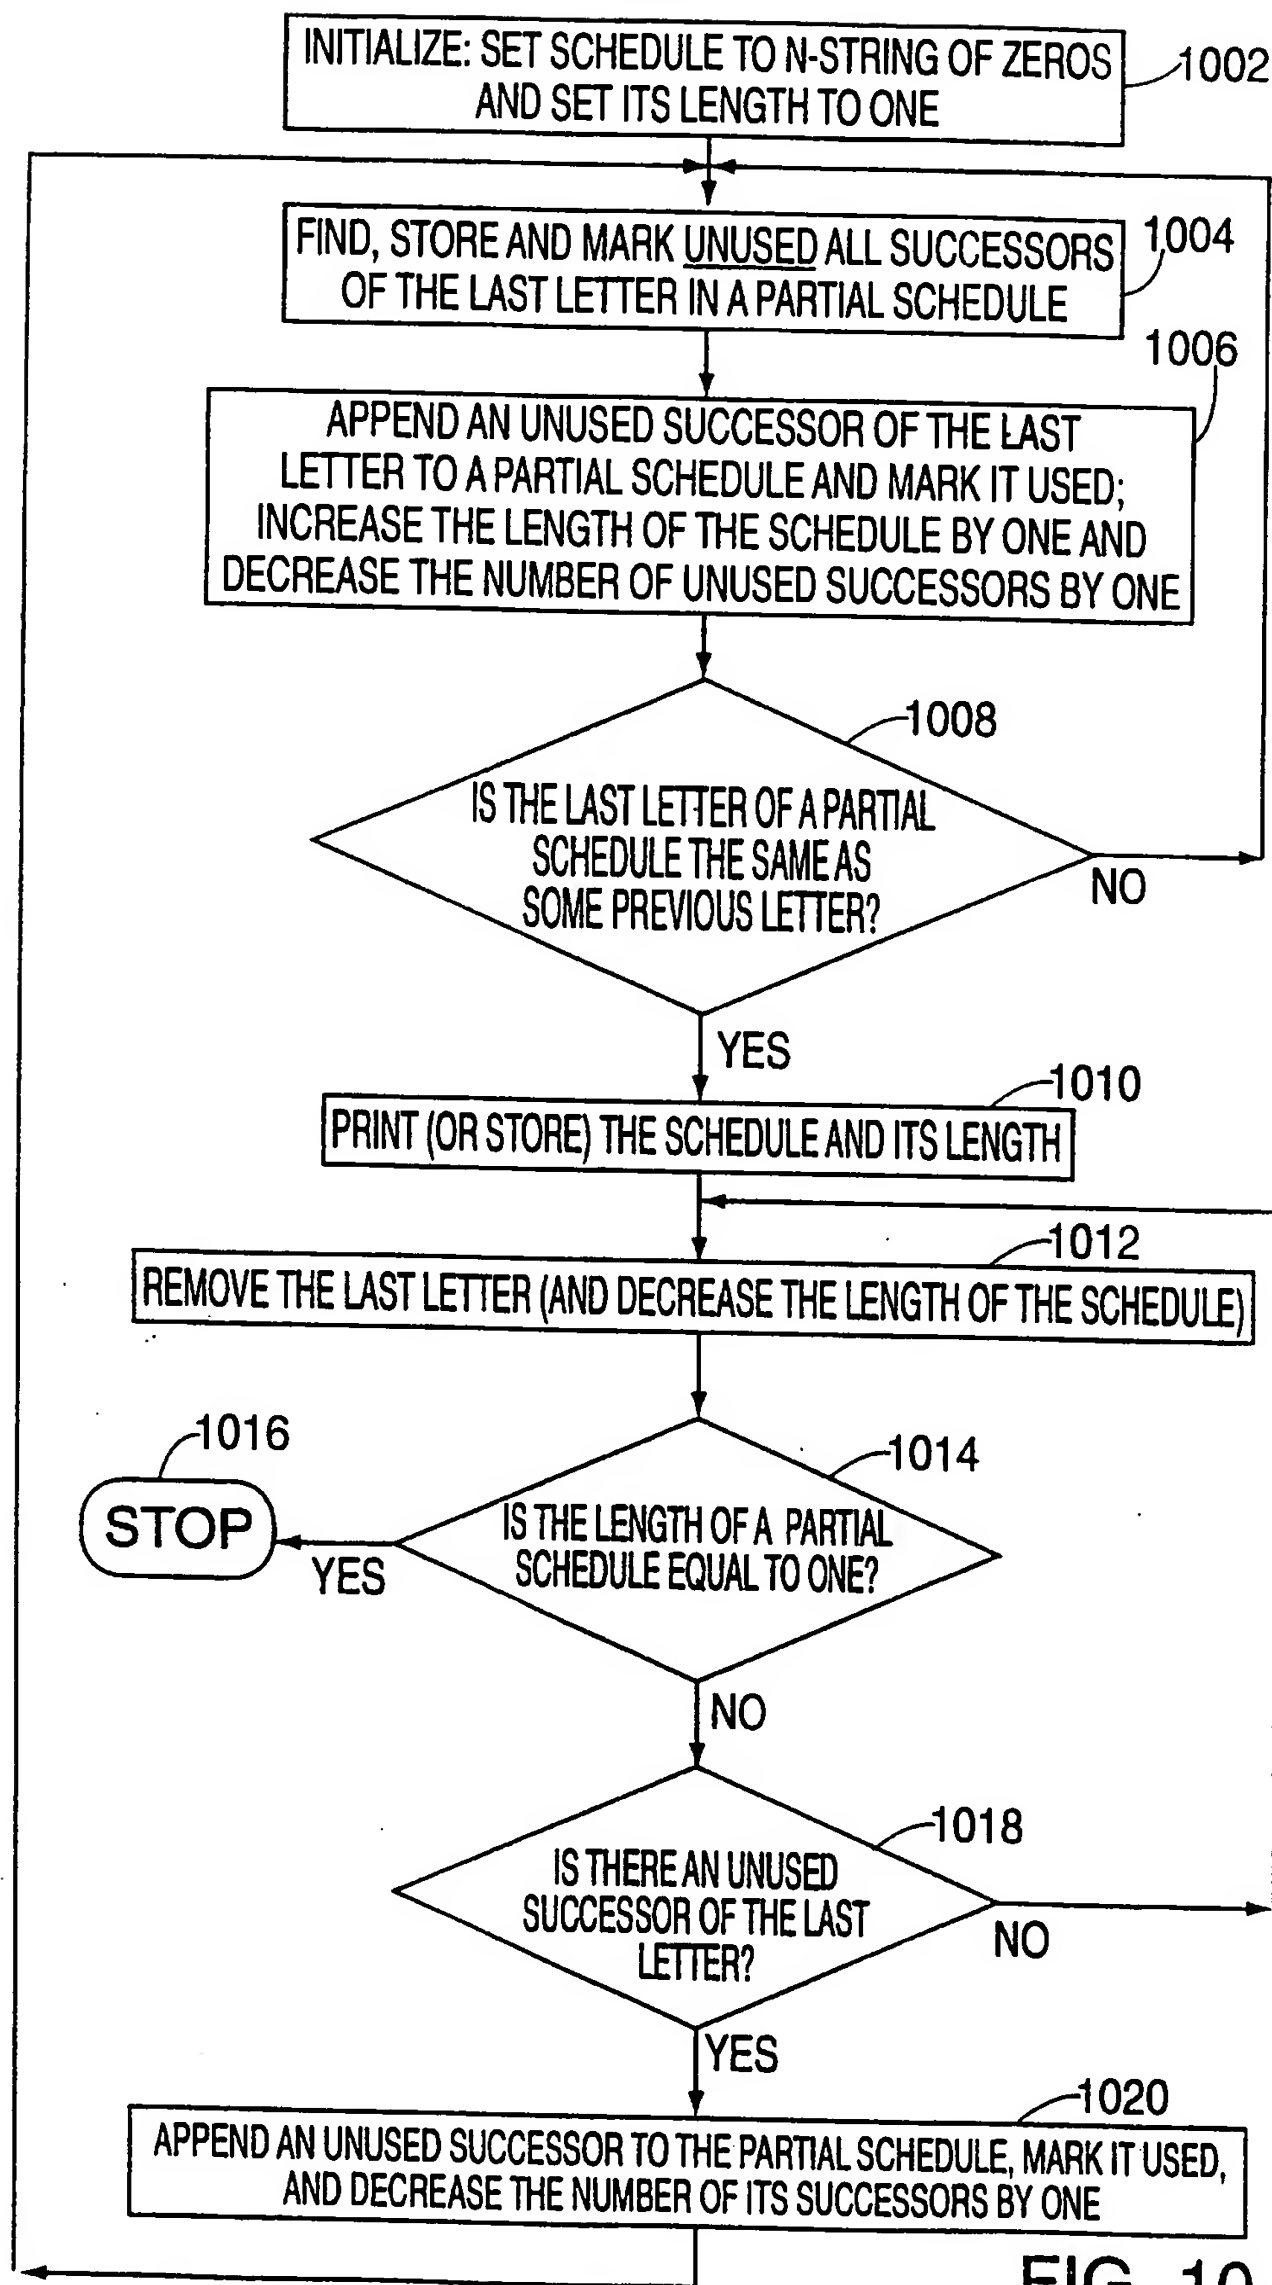 INITIALIZE: SET SCHEDULE TO N-STRING OF ZEROS
AND SET ITS LENGTH TO ONE
1002
FIND, STORE AND MARK UNUSED ALL SUCCESSORS
OF THE LAST LETTER IN A PARTIAL SCHEDULE
1004
1006
APPEND AN UNUSED SUCCESSOR OF THE LAST
LETTER TO A PARTIAL SCHEDULE AND MARK IT USED;
INCREASE THE LENGTH OF THE SCHEDULE BY ONE AND
DECREASE THE NUMBER OF UNUSED SUCCESSORS BY ONE
1008
IS THE LAST LETTER OF A PARTIAL
SCHEDULE THE SAME AS
SOME PREVIOUS LETTER?
NO
YES
1010
PRINT (OR STORE) THE SCHEDULE AND ITS LENGTH
1012
REMOVE THE LAST LETTER (AND DECREASE THE LENGTH OF THE SCHEDULE)
1016
STOP
1014
IS THE LENGTH OF A PARTIAL
SCHEDULE EQUAL TO ONE?
YES
NO
1018
IS THERE AN UNUSED
SUCCESSOR OF THE LAST
LETTER?
NO
YES
1020
APPEND AN UNUSED SUCCESSOR TO THE PARTIAL SCHEDULE, MARK IT USED,
AND DECREASE THE NUMBER OF ITS SUCCESSORS BY ONE
FIG. 10